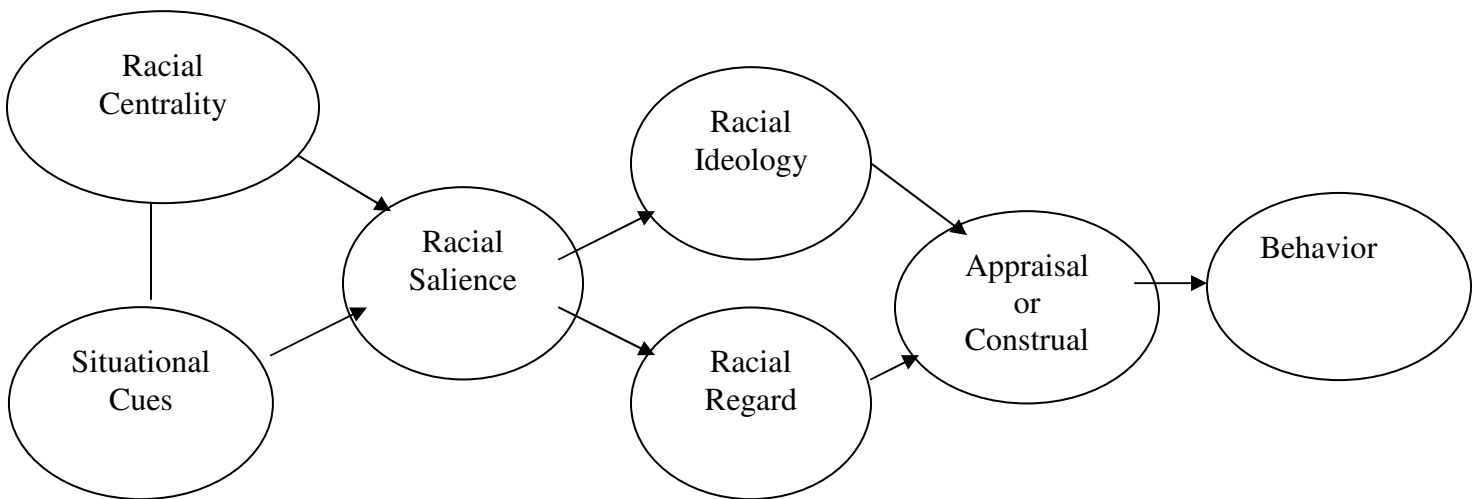 Racial
Centrality
Situational
Cues
Racial
Salience
Racial
Ideology
Racial
Regard
Appraisal
or
Construal
Behavior